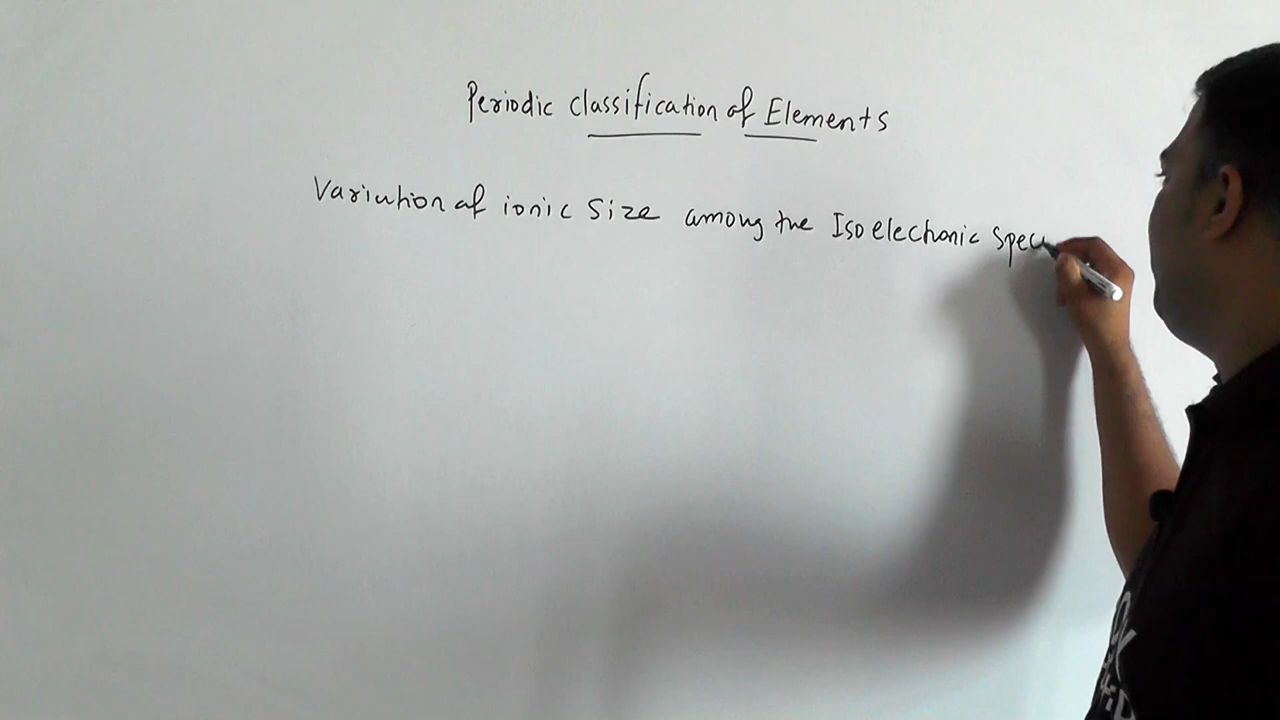 Periodic Classification of Elements
Variation of ionic Size among the Isoelectronic Spec